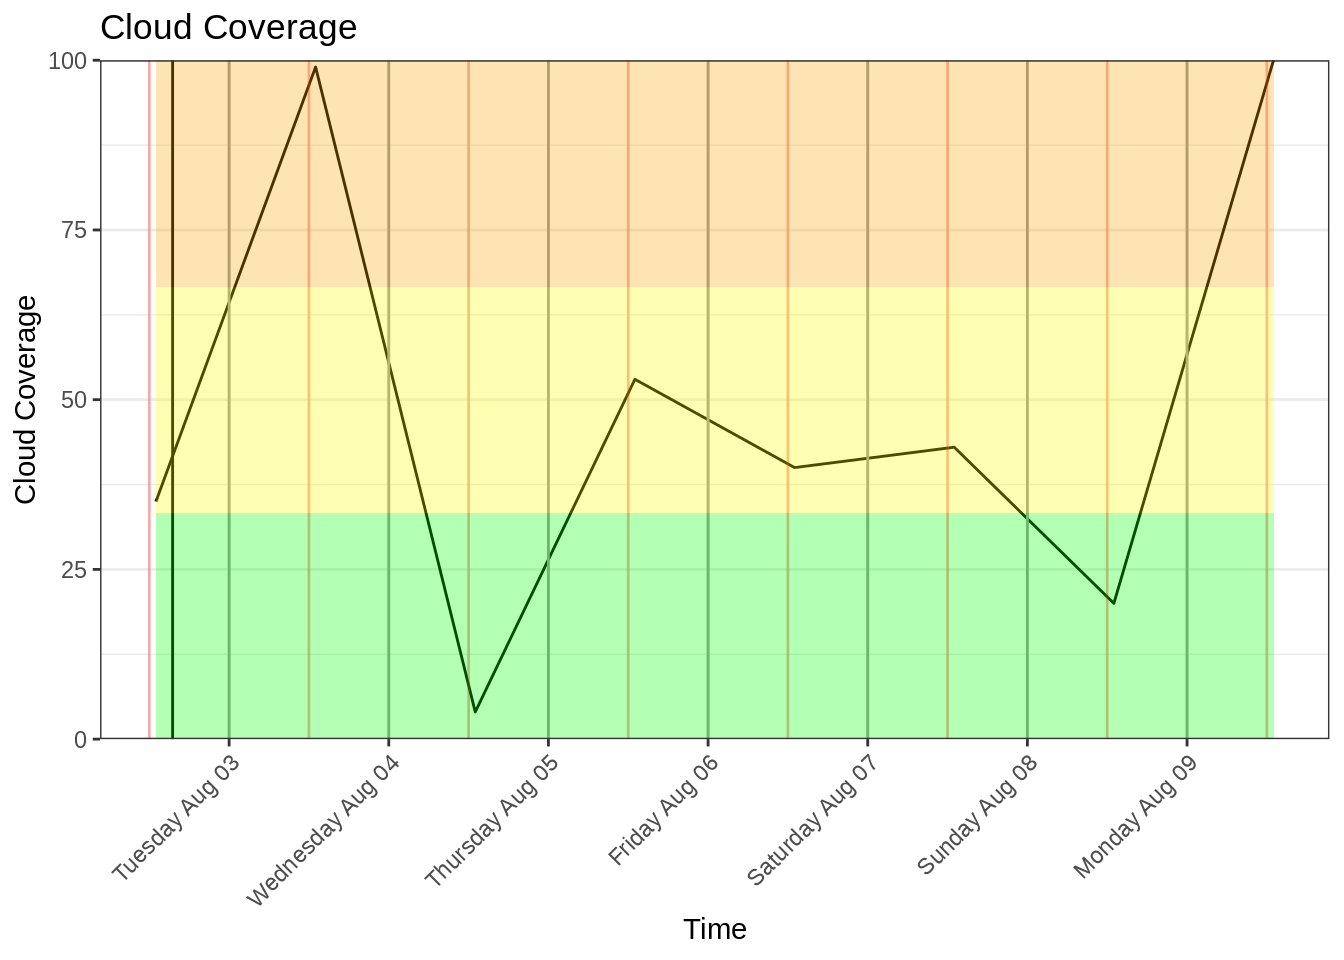 Cloud Coverage
Cloud Coverage
100
75
50
25
0
Tuesday Aug 03
Wednesday Aug 04
Thursday Aug 05
Friday Aug 06
Saturday Aug 07
Sunday Aug 08
Monday Aug 09
Time